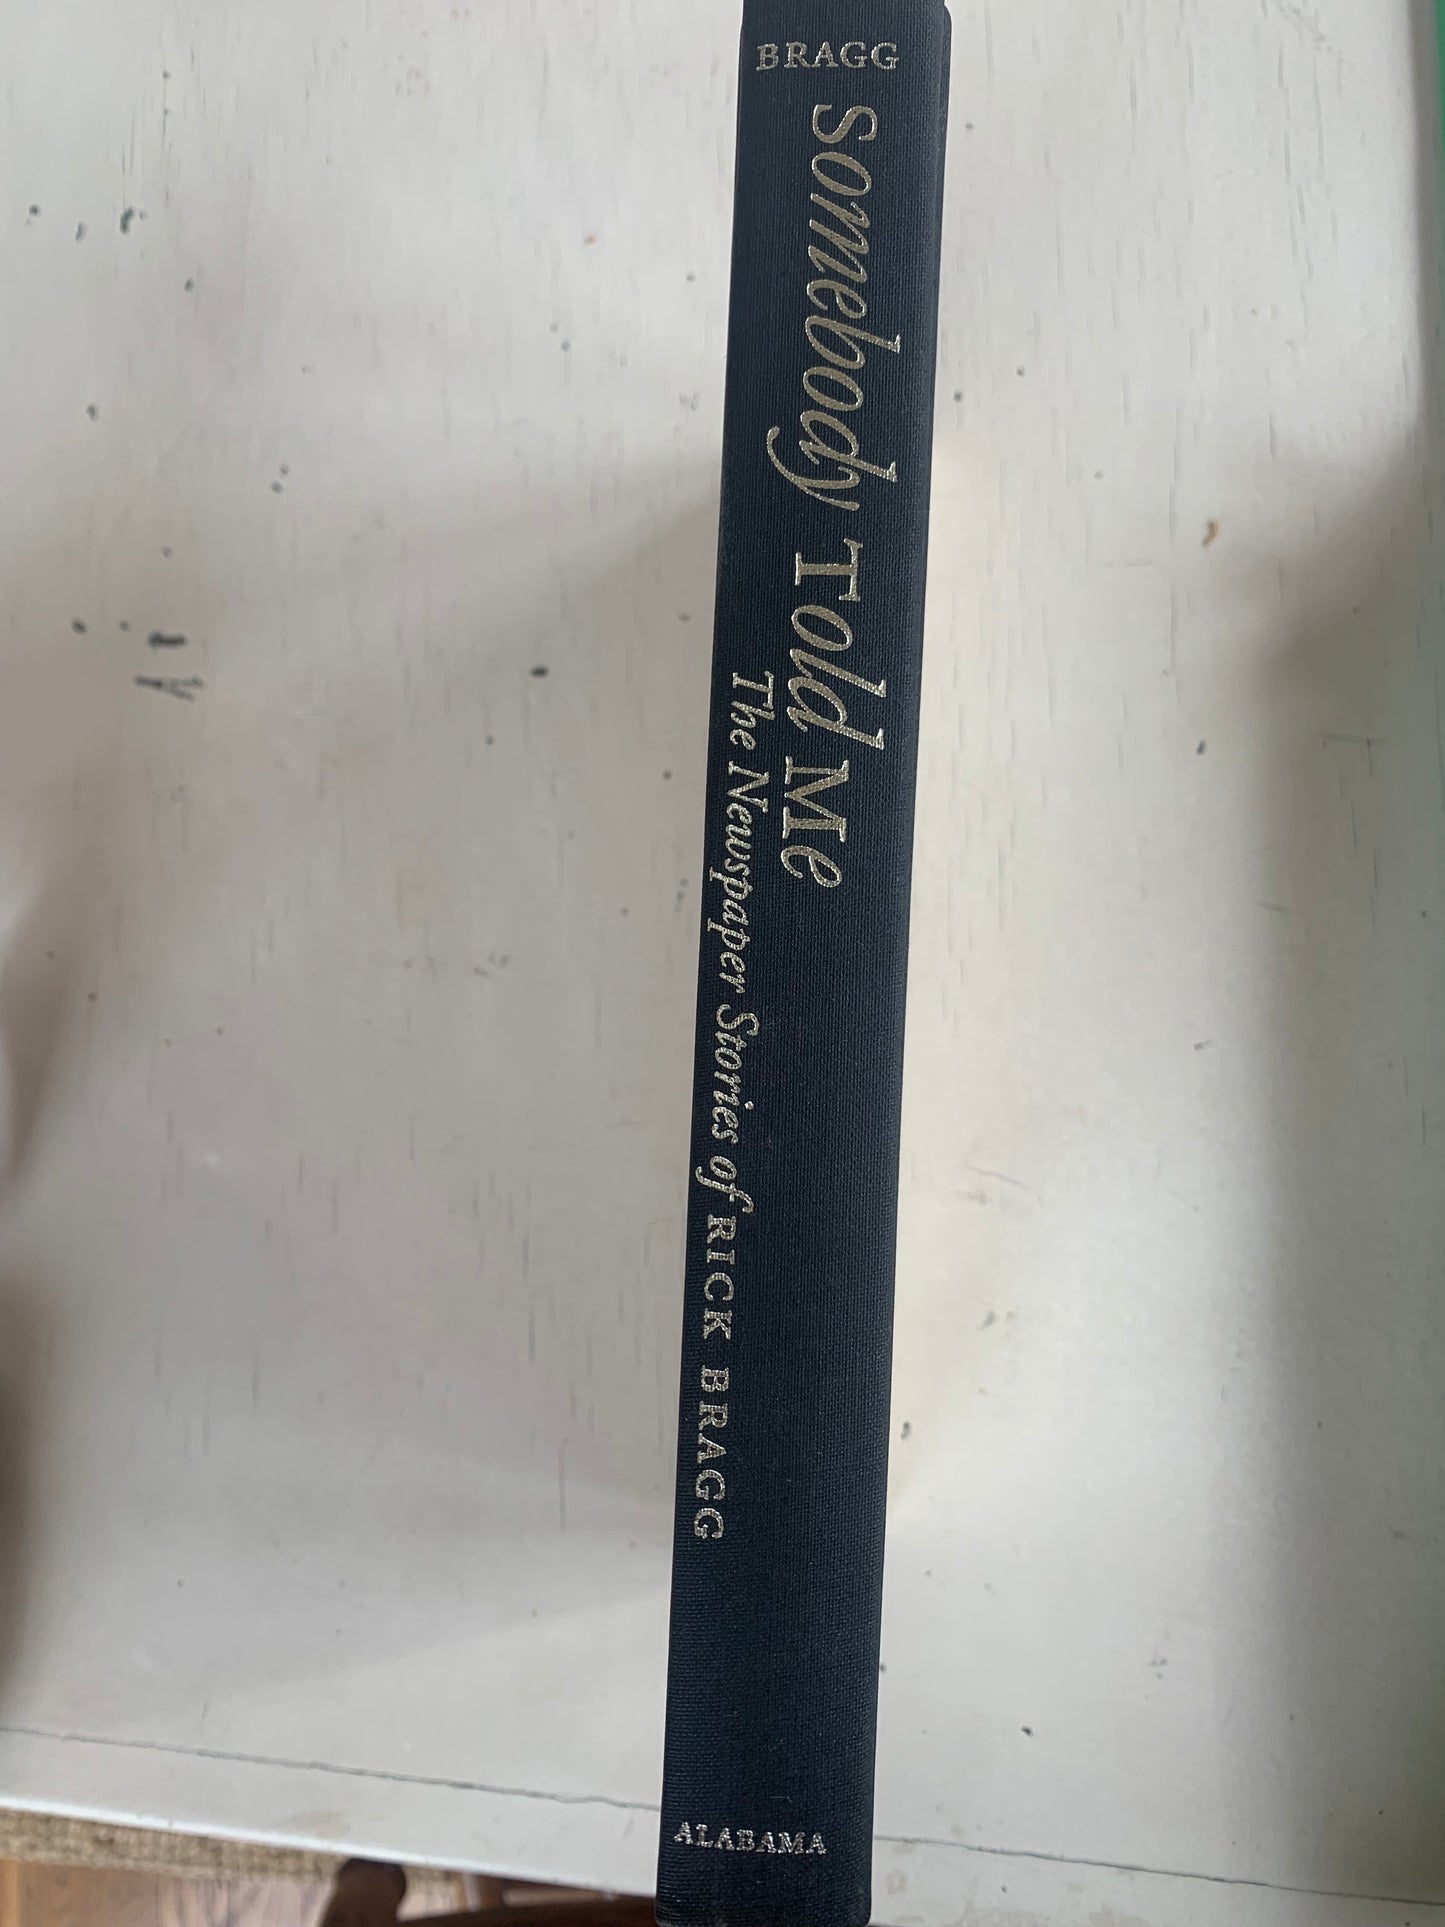 BRAGG
Somebody Told Me
The Newspaper Stories of RICK BRAGG
ALABAMA